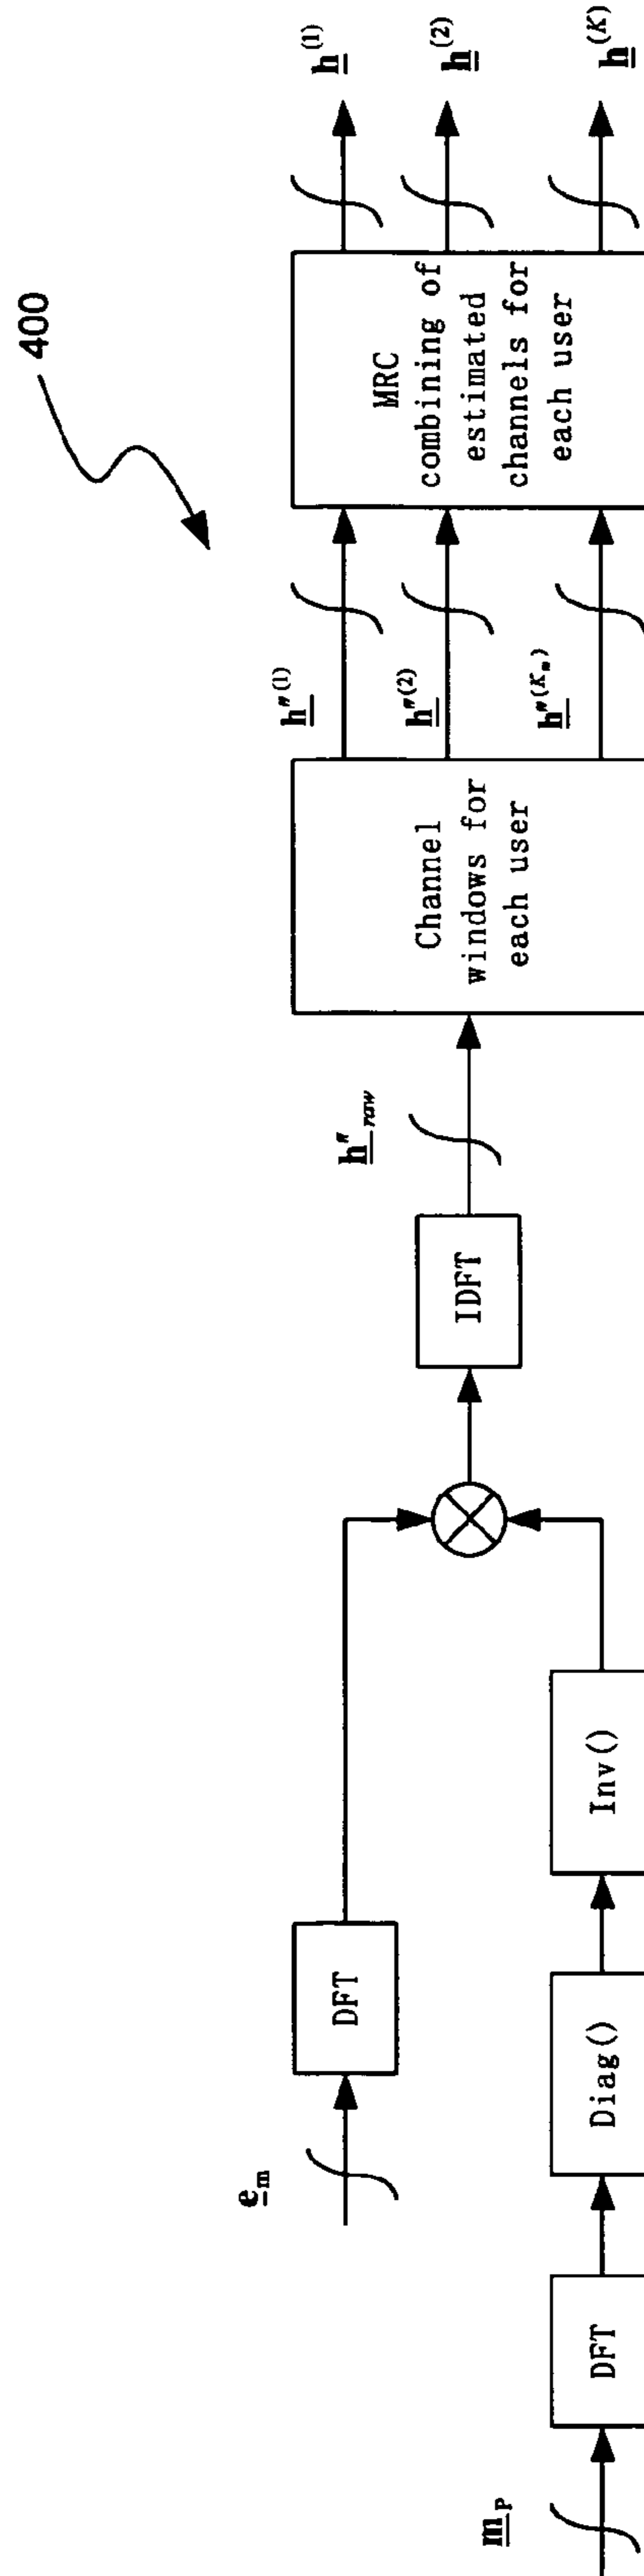 400
m_P
DFT
Diag()
Inv()
e_m
DFT
IDFT
h''_raw
Channel
windows for
each user
h''^(1)
h''^(2)
h''^(K_m)
MRC
combining of
estimated
channels for
each user
h^(1)
h^(2)
h^(K)